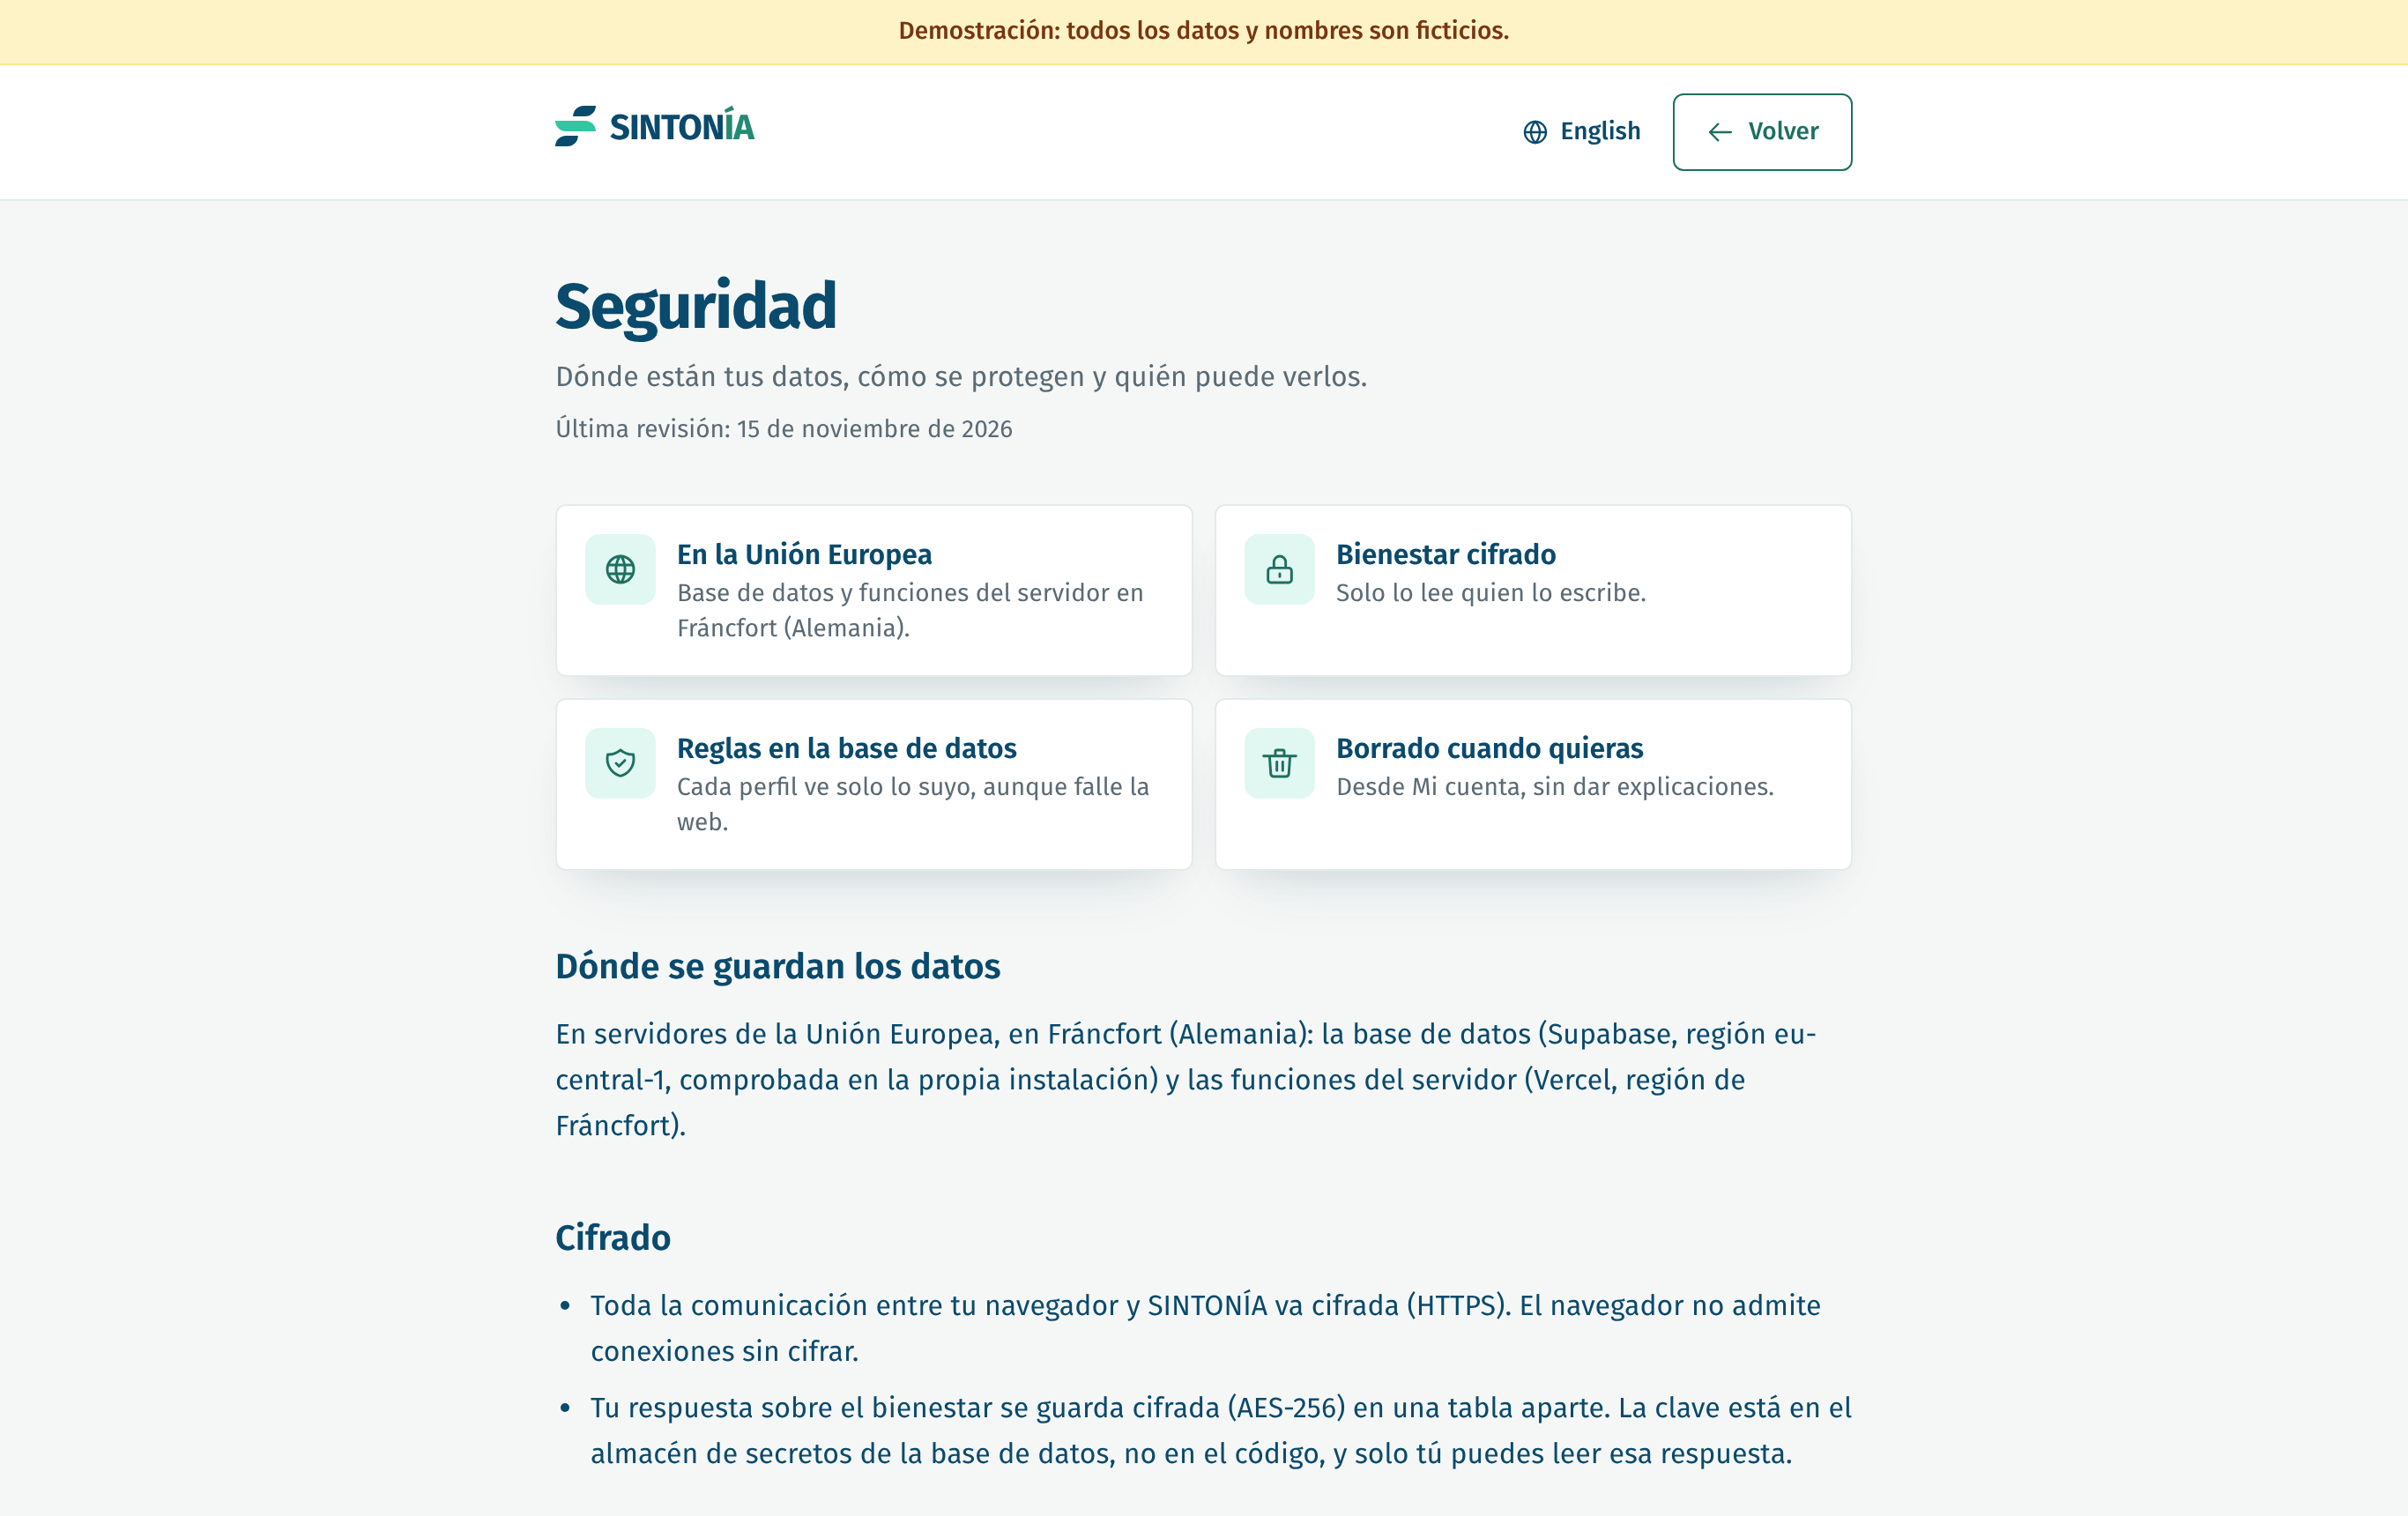 Demostración: todos los datos y nombres son ficticios.
SINTONÍA
English
Volver
Seguridad
Dónde están tus datos, cómo se protegen y quién puede verlos.
Última revisión: 15 de noviembre de 2026
En la Unión Europea
Base de datos y funciones del servidor en
Fráncfort (Alemania).
Bienestar cifrado
Solo lo lee quien lo escribe.
Reglas en la base de datos
Cada perfil ve solo lo suyo, aunque falle la
web.
Borrado cuando quieras
Desde Mi cuenta, sin dar explicaciones.
Dónde se guardan los datos
En servidores de la Unión Europea, en Fráncfort (Alemania): la base de datos (Supabase, región eu-
central-1, comprobada en la propia instalación) y las funciones del servidor (Vercel, región de
Fráncfort).
Cifrado
• Toda la comunicación entre tu navegador y SINTONÍA va cifrada (HTTPS). El navegador no admite
conexiones sin cifrar.
• Tu respuesta sobre el bienestar se guarda cifrada (AES-256) en una tabla aparte. La clave está en el
almacén de secretos de la base de datos, no en el código, y solo tú puedes leer esa respuesta.